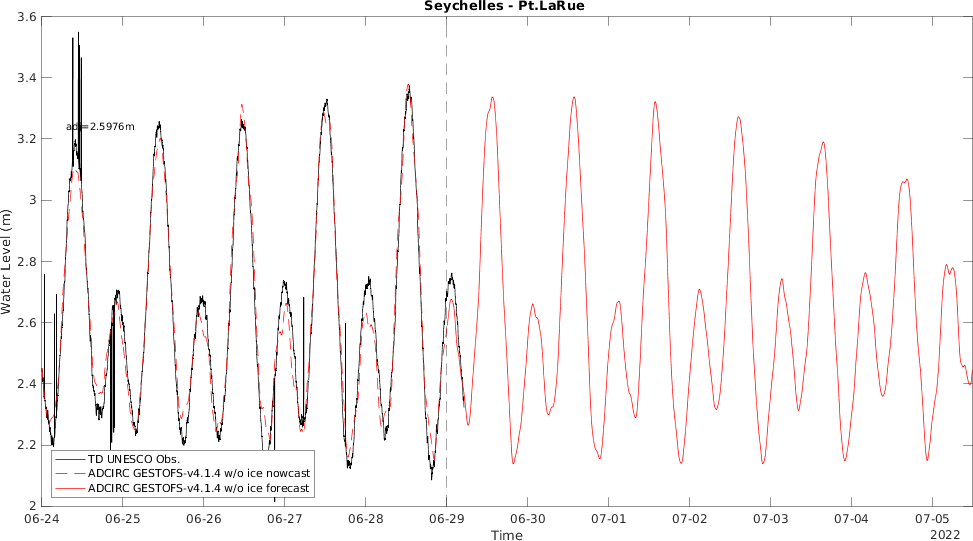 Seychelles - Pt.LaRue
3.6
3.4
3.2
3
2.8
2.6
2.4
2.2
2
Water Level (m)
adj=2.5976m
TD UNESCO Obs.
ADCIRC GESTOFS-v4.1.4 w/o ice nowcast
ADCIRC GESTOFS-v4.1.4 w/o ice forecast
06-24 06-25 06-26 06-27 06-28 06-29 06-30 07-01 07-02 07-03 07-04 07-05
Time
2022